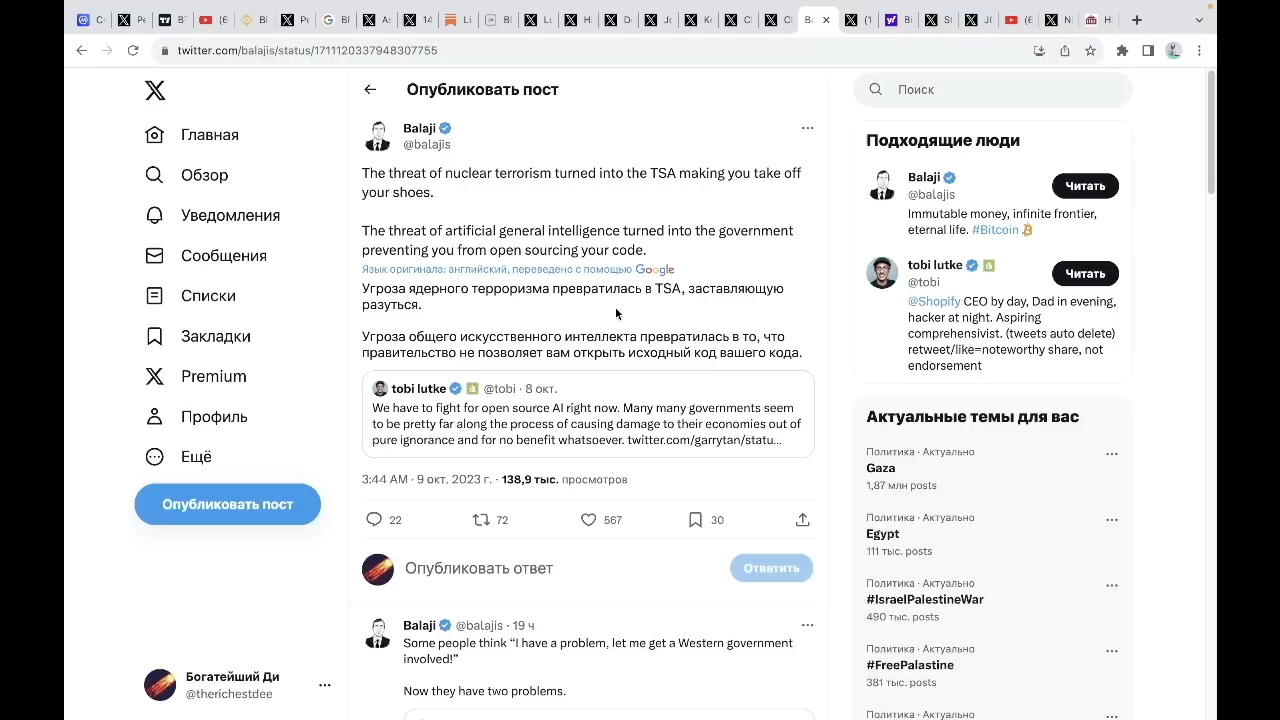 twitter.com/balajis/status/1711120337948307755
Опубликовать пост
Главная
Обзор
Уведомления
Сообщения
Списки
Закладки
Premium
Профиль
Ещё
Опубликовать пост
Богатейший Ди
@therichestdee
Balaji
@balajis
The threat of nuclear terrorism turned into the TSA making you take off
your shoes.
The threat of artificial general intelligence turned into the government
preventing you from open sourcing your code.
Язык оригинала: английский, переведено с помощью Google
Угроза ядерного терроризма превратилась в TSA, заставляющую
разуться.
Угроза общего искусственного интеллекта превратилась в то, что
правительство не позволяет вам открыть исходный код вашего кода.
tobi lutke @tobi · 8 окт.
We have to fight for open source AI right now. Many many governments seem
to be pretty far along the process of causing damage to their economies out of
pure ignorance and for no benefit whatsoever. twitter.com/garrytan/statu…
3:44 AM · 9 окт. 2023 г. · 138,9 тыс. просмотров
22 72 567 30
Опубликовать ответ
Ответить
Balaji @balajis · 19 ч
Some people think “I have a problem, let me get a Western government
involved!”
Now they have two problems.
Поиск
Подходящие люди
Balaji
@balajis
Читать
Immutable money, infinite frontier,
eternal life. #Bitcoin
tobi lutke
@tobi
Читать
@Shopify CEO by day, Dad in evening,
hacker at night. Aspiring
comprehensivist. (tweets auto delete)
retweet/like=noteworthy share, not
endorsement
Актуальные темы для вас
Политика · Актуально
Gaza
1,87 млн posts
Политика · Актуально
Egypt
111 тыс. posts
Политика · Актуально
#IsraelPalestineWar
490 тыс. posts
Политика · Актуально
#FreePalastine
381 тыс. posts
Политика · Актуально